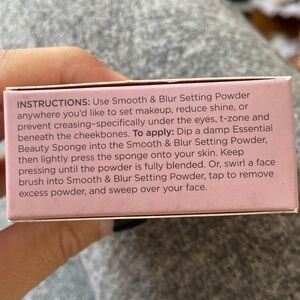 INSTRUCTIONS: Use Smooth & Blur Setting Powder
anywhere you'd like to set makeup, reduce shine, or
prevent creasing–specifically under the eyes, t-zone and
beneath the cheekbones. To apply: Dip a damp Essential
Beauty Sponge into the Smooth & Blur Setting Powder,
then lightly press the sponge onto your skin. Keep
pressing until the powder is fully blended. Or, swirl a face
brush into Smooth & Blur Setting Powder, tap to remove
excess powder, and sweep over your face.